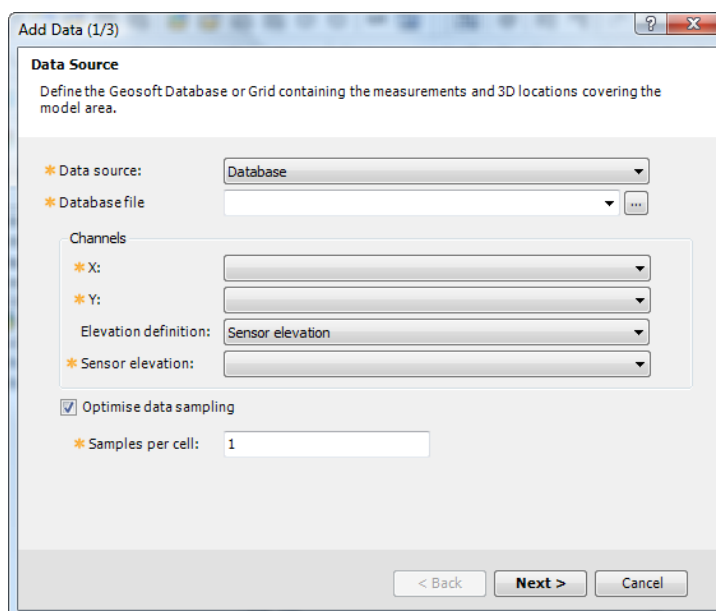 Add Data (1/3)
Data Source
Define the Geosoft Database or Grid containing the measurements and 3D locations covering the
model area.
* Data source: Database
* Database file ...
Channels
* X:
* Y:
Elevation definition: Sensor elevation
* Sensor elevation:
Optimise data sampling
* Samples per cell: 1
< Back Next > Cancel